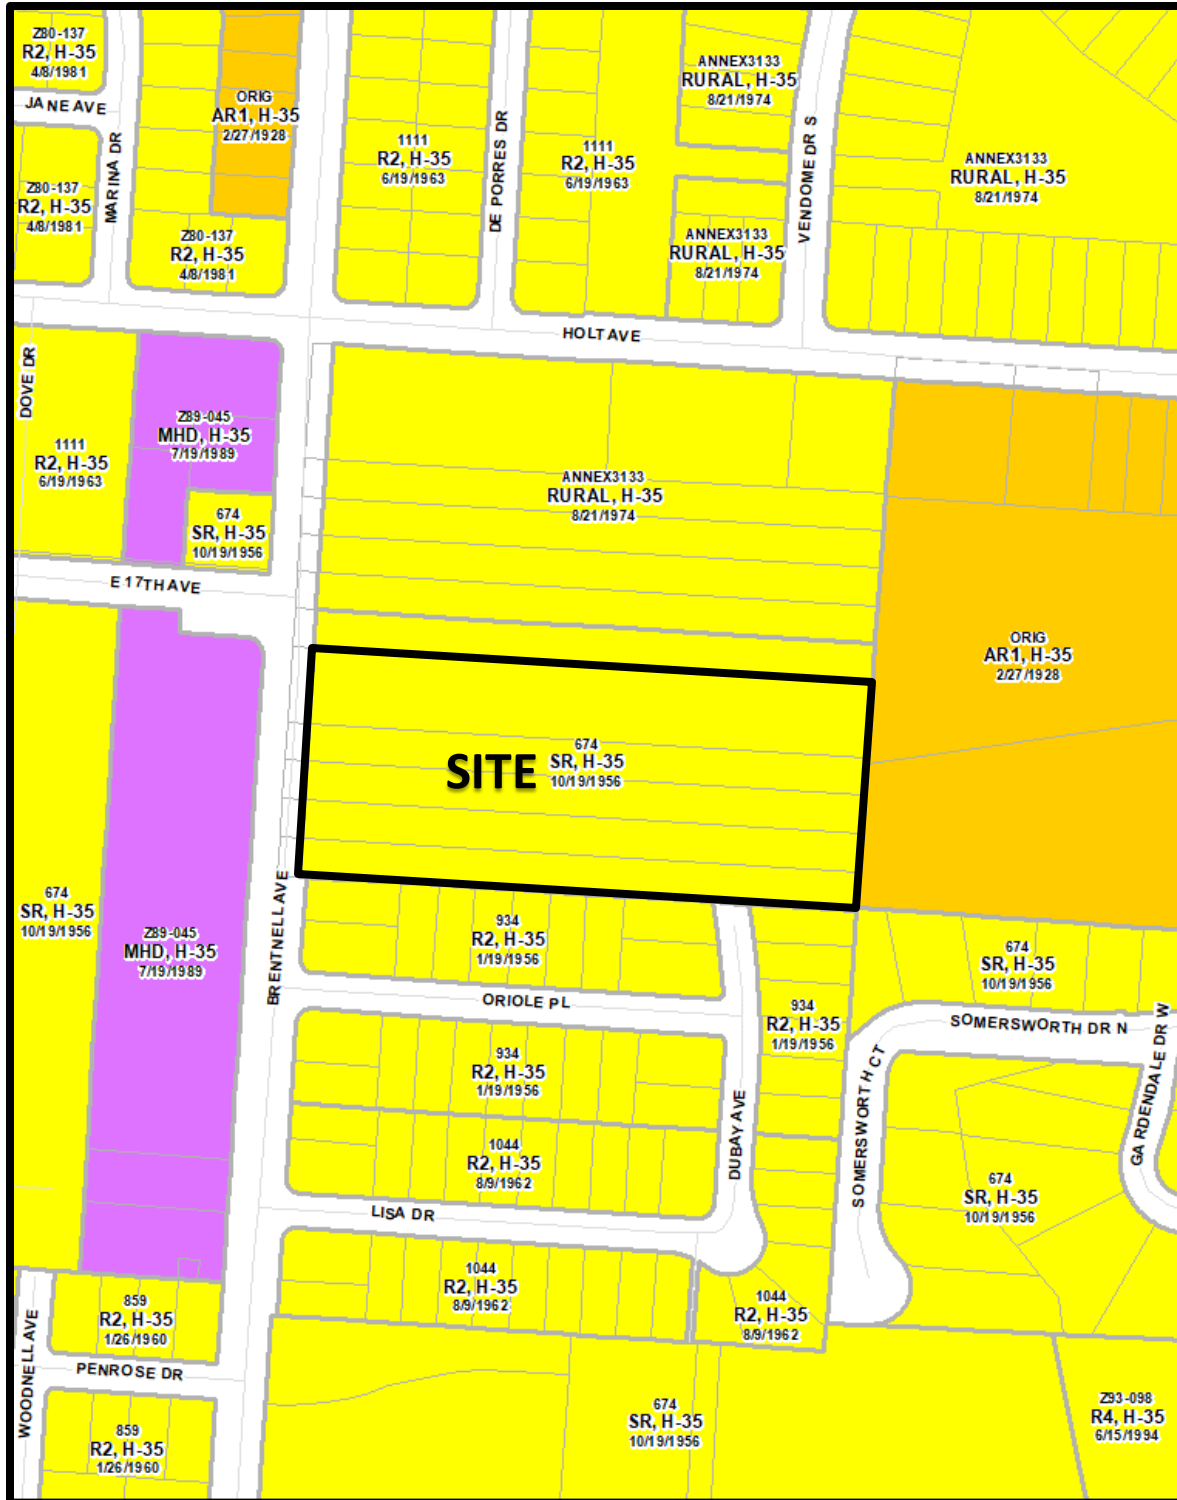 Z80-137
R2, H-35
4/8/1981
JANE AVE
MARINA DR
ORIG
AR1, H-35
2/27/1928
1111
R2, H-35
6/19/1963
DE PORRES DR
1111
R2, H-35
6/19/1963
ANNEX3133
RURAL, H-35
8/21/1974
VENDOME DR S
ANNEX3133
RURAL, H-35
8/21/1974
Z80-137
R2, H-35
4/8/1981
Z80-137
R2, H-35
4/8/1981
ANNEX3133
RURAL, H-35
8/21/1974
HOLT AVE
DOVE DR
Z89-045
MHD, H-35
7/19/1989
1111
R2, H-35
6/19/1963
674
SR, H-35
10/19/1956
ANNEX3133
RURAL, H-35
8/21/1974
E 17TH AVE
ORIG
AR1, H-35
2/27/1928
SITE
674
SR, H-35
10/19/1956
674
SR, H-35
10/19/1956
Z89-045
MHD, H-35
7/19/1989
BRENTNELL AVE
934
R2, H-35
1/19/1956
ORIOLE PL
934
R2, H-35
1/19/1956
674
SR, H-35
10/19/1956
SOMERSWORTH DR N
GARDENDALE DR W
934
R2, H-35
1/19/1956
DUBAY AVE
SOMERSWORTH CT
1044
R2, H-35
8/9/1962
674
SR, H-35
10/19/1956
LISA DR
1044
R2, H-35
8/9/1962
1044
R2, H-35
8/9/1962
859
R2, H-35
1/26/1960
WOODNELL AVE
PENROSE DR
859
R2, H-35
1/26/1960
674
SR, H-35
10/19/1956
Z93-098
R4, H-35
6/15/1994